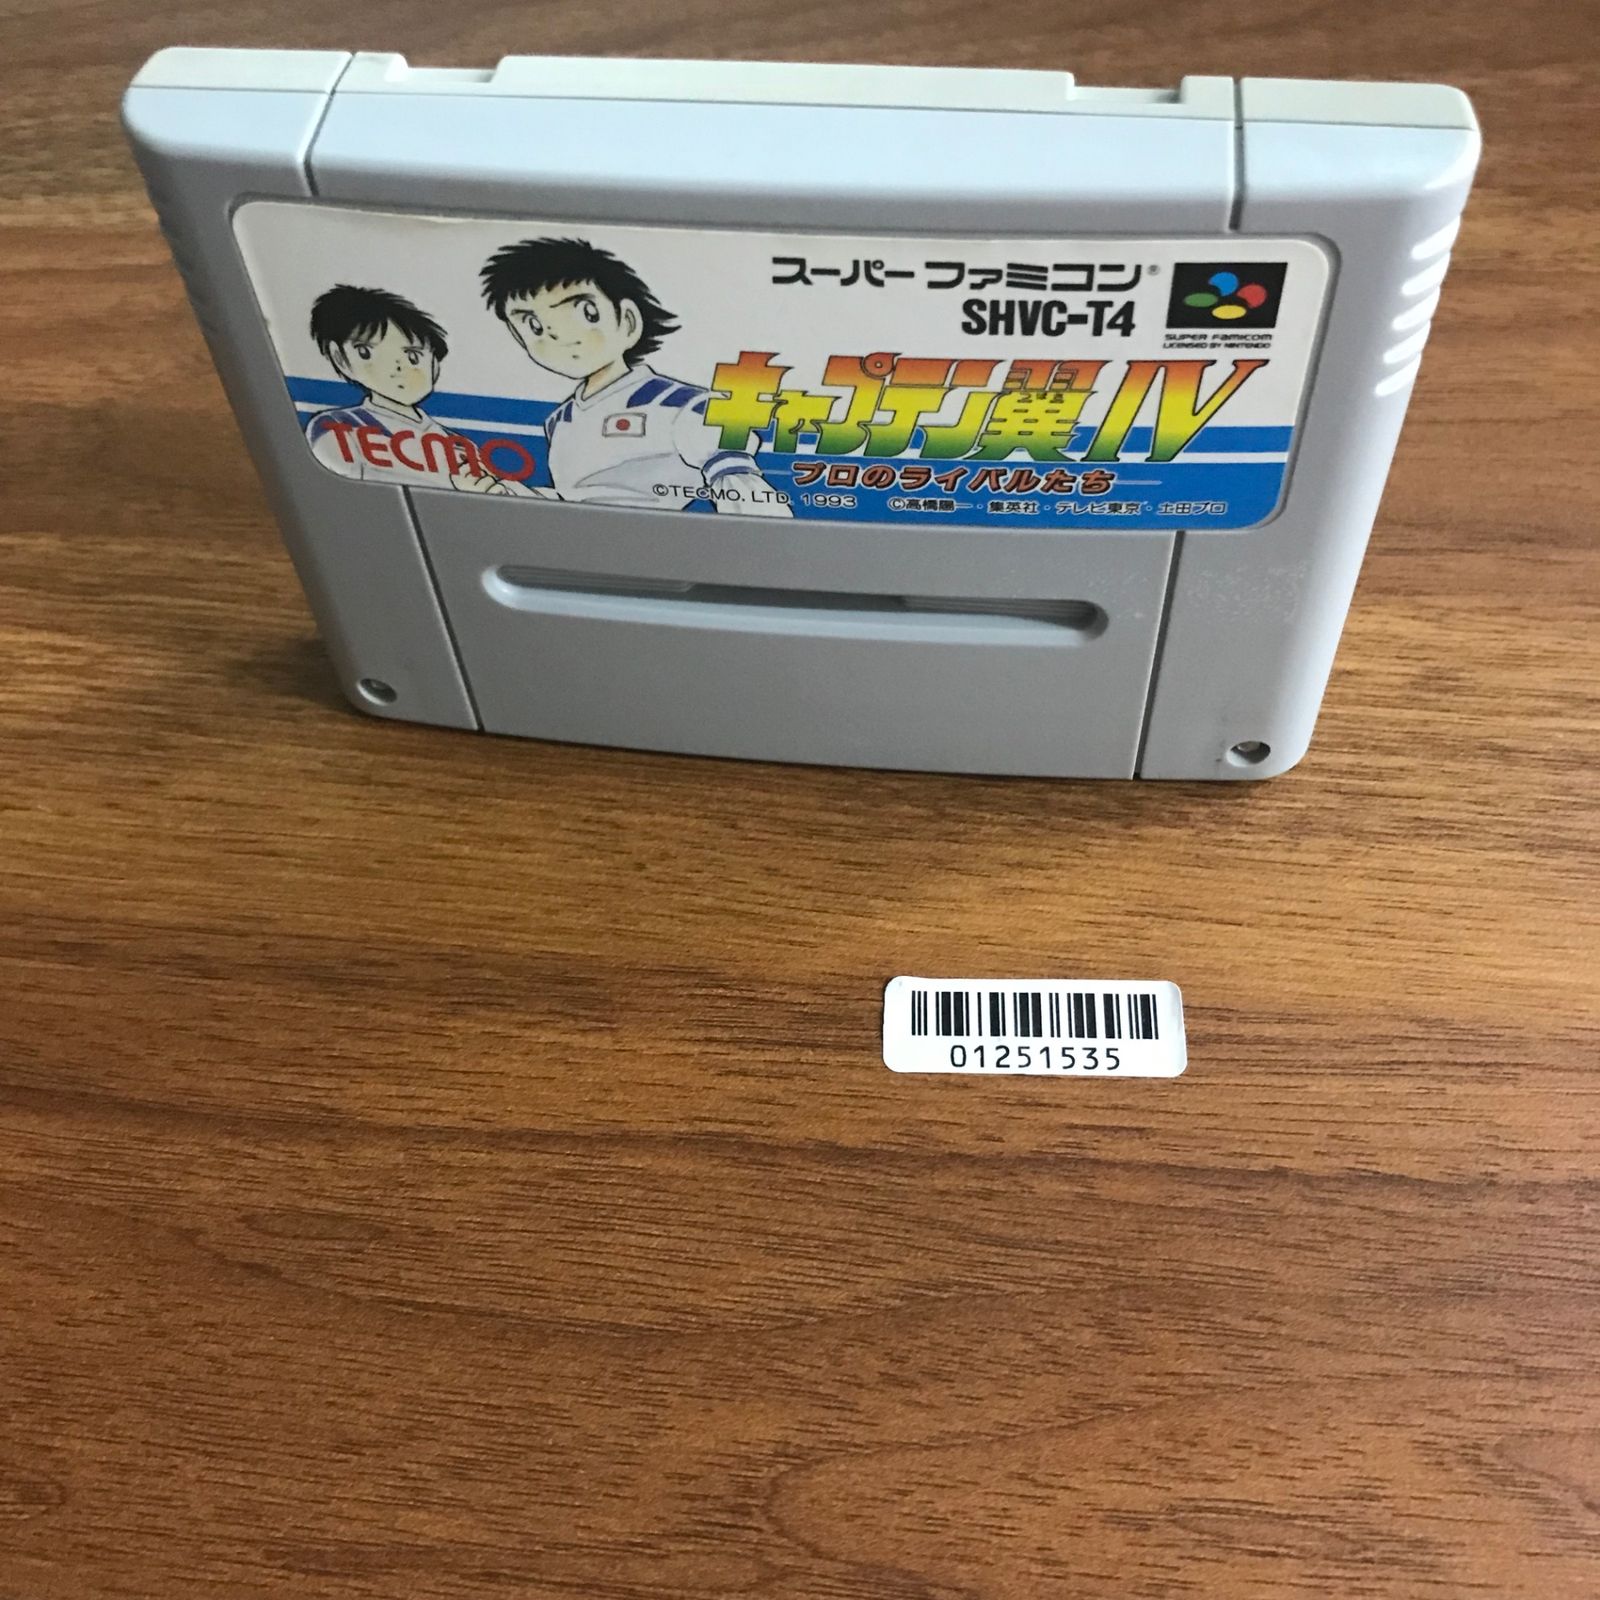 スーパーファミコン®
SHVC-T4
SUPER FAMICOM
LICENSED BY NINTENDO
キャプテン翼IV
プロのライバルたち
TECMO
©TECMO. LTD. 1993 ©高橋陽一・集英社・テレビ東京・土田プロ
01251535